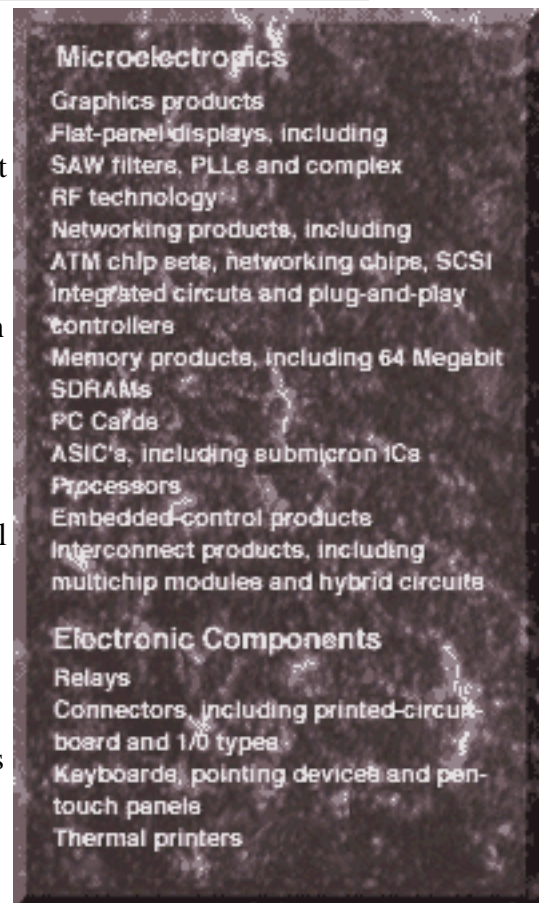 Microelectronics
Graphics products
Flat-panel displays, including
SAW filters, PLLs and complex
RF technology
Networking products, including
ATM chip sets, networking chips, SCSI
integrated circuts and plug-and-play
controllers
Memory products, including 64 Megabit
SDRAMs
PC Cards
ASIC's, including submicron ICs
Processors
Embedded-control products
Interconnect products, including
multichip modules and hybrid circuits
Electronic Components
Relays
Connectors, including printed-circuit-
board and 1/0 types
Keyboards, pointing devices and pen-
touch panels
Thermal printers